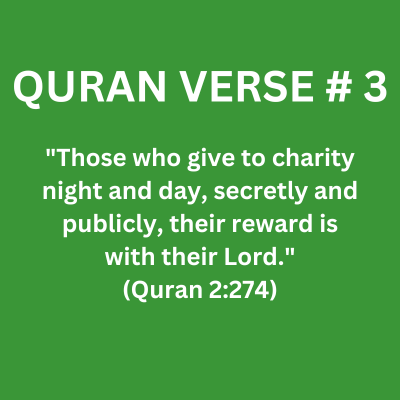 QURAN VERSE # 3
"Those who give to charity
night and day, secretly and
publicly, their reward is
with their Lord."
(Quran 2:274)